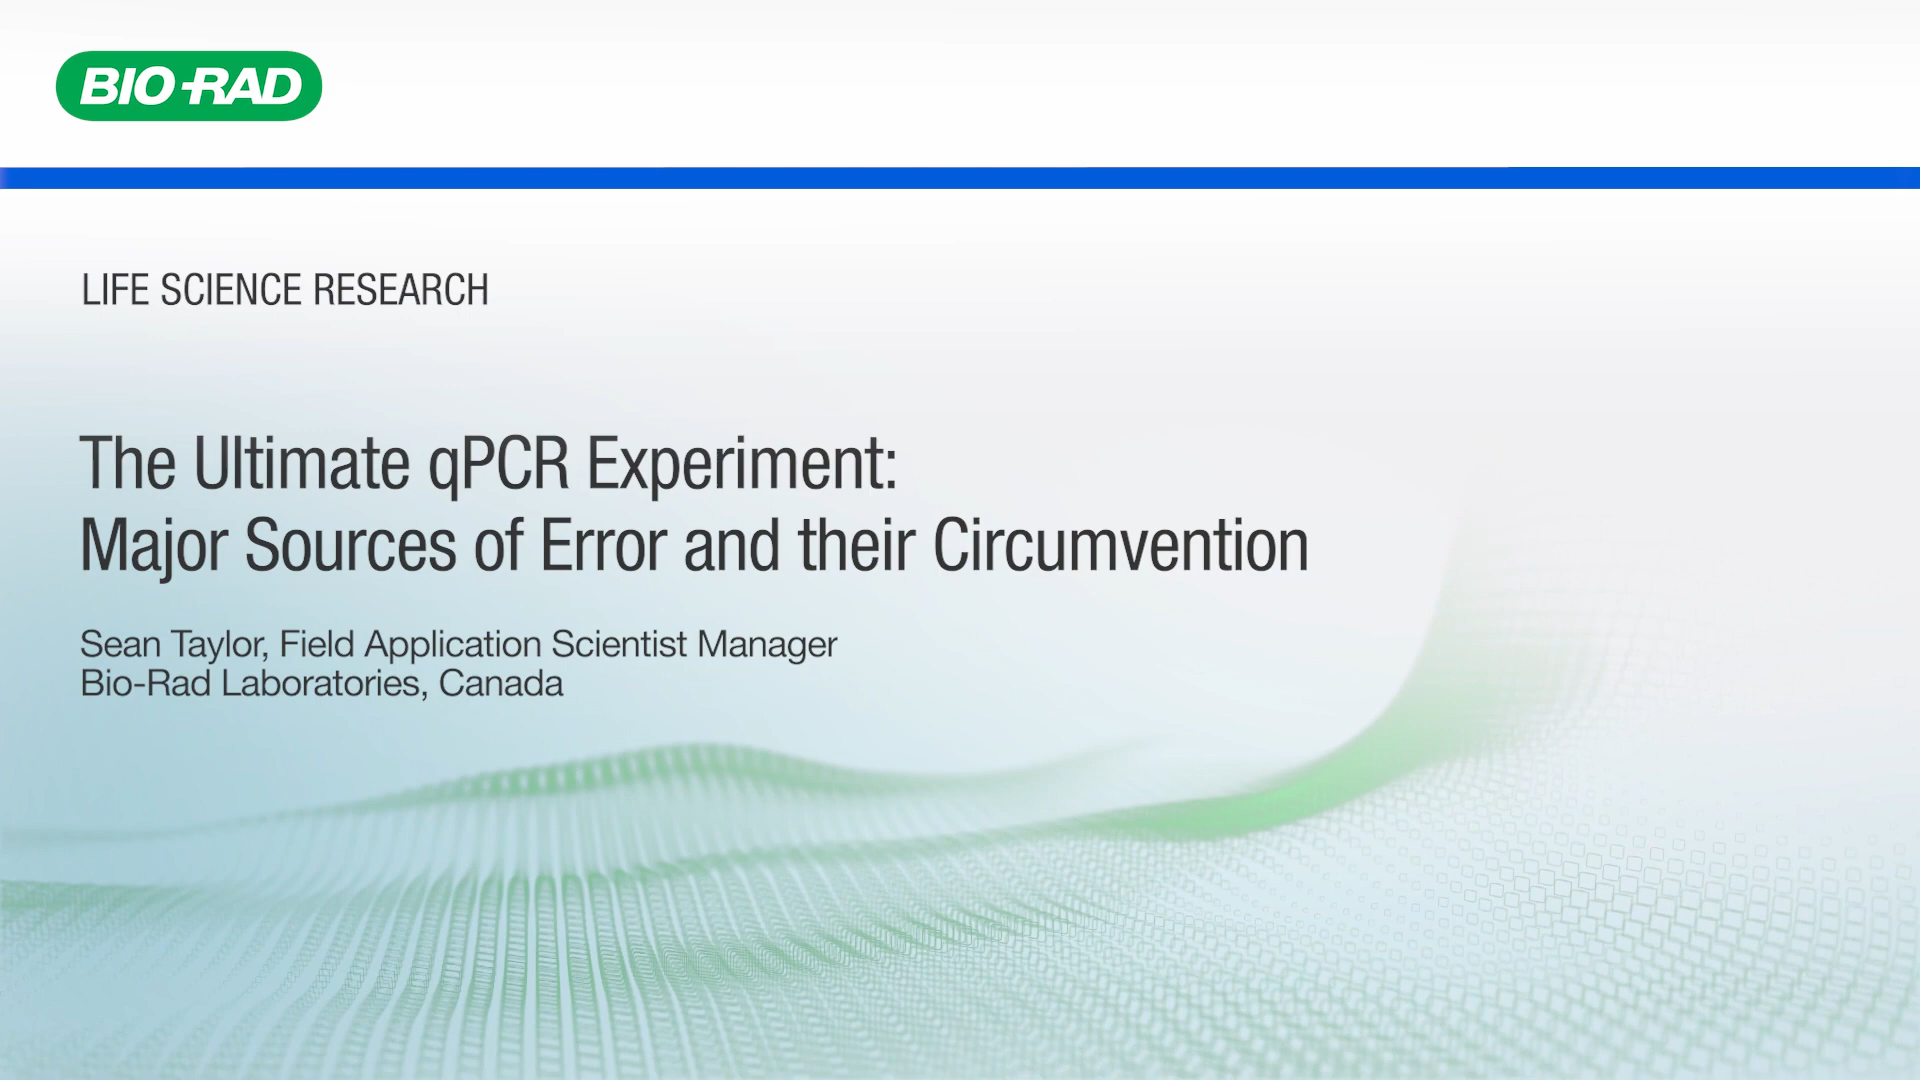 BIO-RAD
LIFE SCIENCE RESEARCH
The Ultimate qPCR Experiment:
Major Sources of Error and their Circumvention
Sean Taylor, Field Application Scientist Manager
Bio-Rad Laboratories, Canada